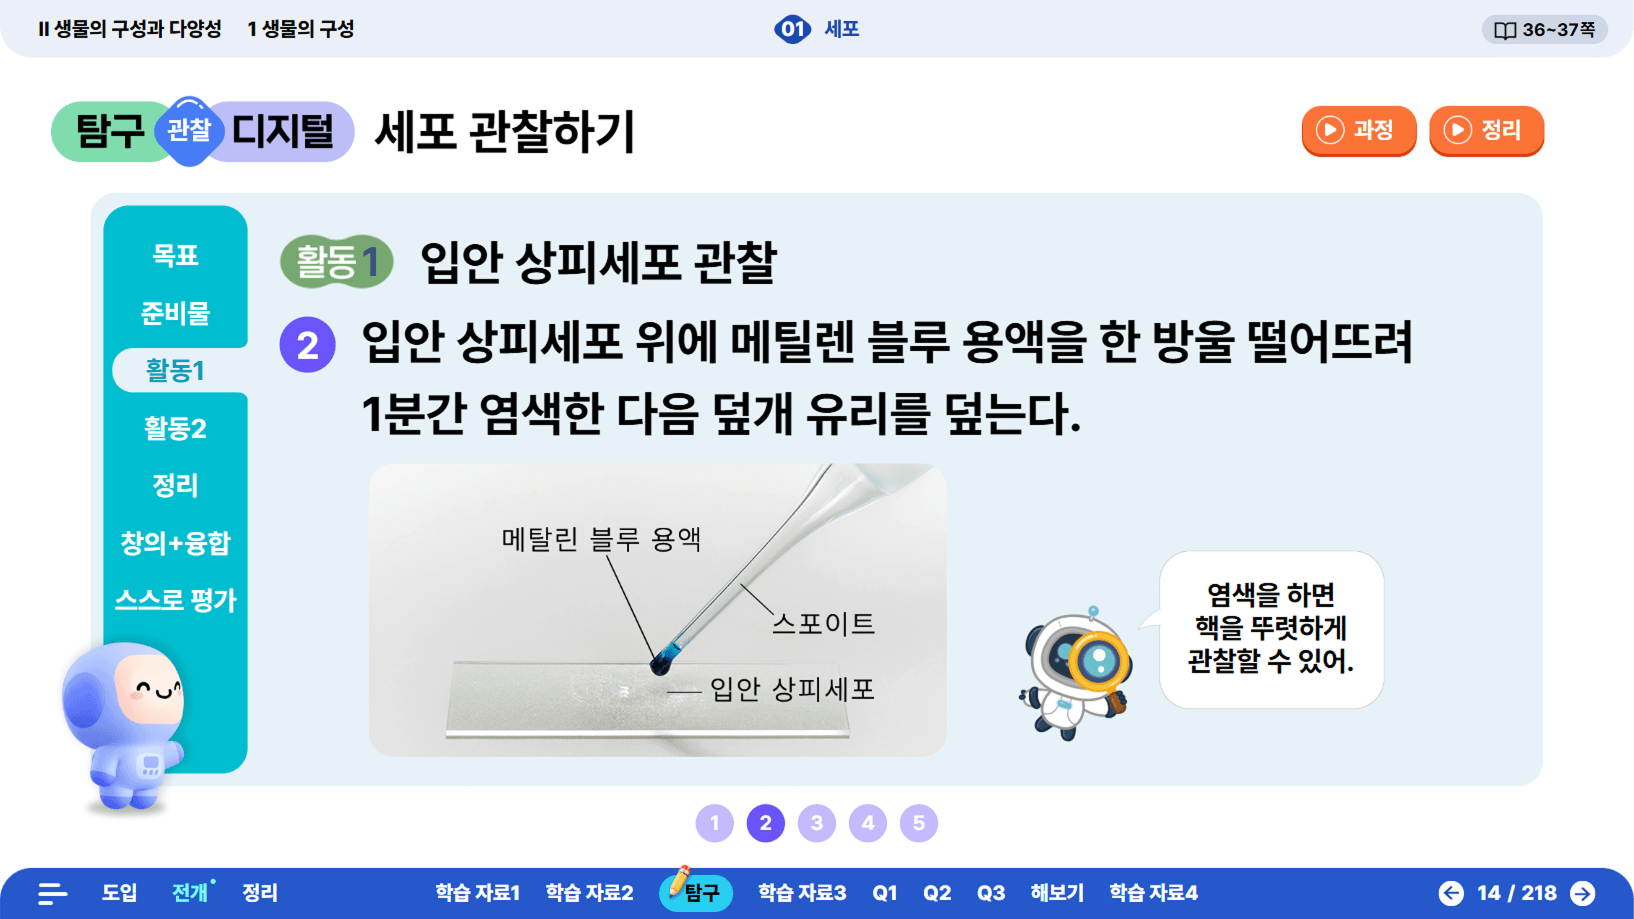 II 생물의 구성과 다양성 1 생물의 구성
01 세포
36~37쪽
탐구 관찰 디지털 세포 관찰하기
과정
정리
목표
준비물
활동1
활동2
정리
창의+융합
스스로 평가
활동 1 입안 상피세포 관찰
2 입안 상피세포 위에 메틸렌 블루 용액을 한 방울 떨어뜨려
1분간 염색한 다음 덮개 유리를 덮는다.
메탈린 블루 용액
스포이트
입안 상피세포
염색을 하면
핵을 뚜렷하게
관찰할 수 있어.
1 2 3 4 5
도입 전개 정리 학습 자료1 학습 자료2 탐구 학습 자료3 Q1 Q2 Q3 해보기 학습 자료4 14 / 218